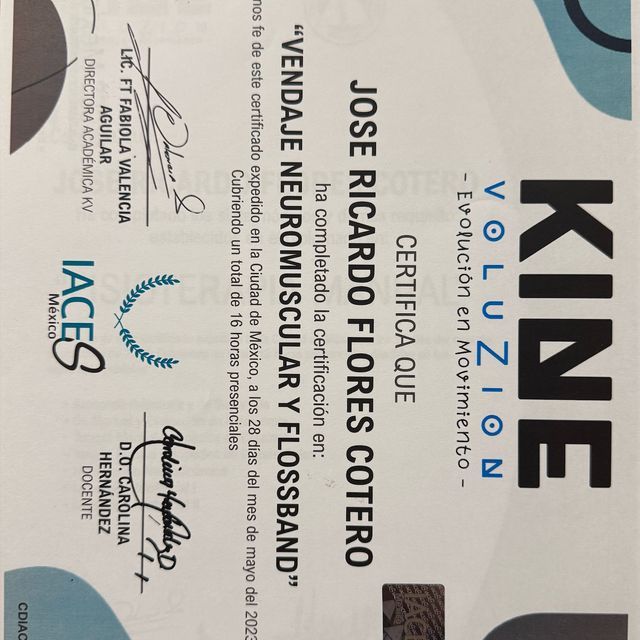 KINE
VOLUZION
- Evolución en Movimiento -
CERTIFICA QUE
JOSE RICARDO FLORES COTERO
ha completado la certificación en:
"VENDAJE NEUROMUSCULAR Y FLOSSBAND"
mos fe de este certificado expedido en la Ciudad de México, a los 28 días del mes de mayo del 2023
Cubriendo un total de 16 horas presenciales
LIC. FT FABIOLA VALENCIA
AGUILAR
DIRECTORA ACADÉMICA KV
IACES
México
D.O. CAROLINA
HERNÁNDEZ
DOCENTE
CDIAC